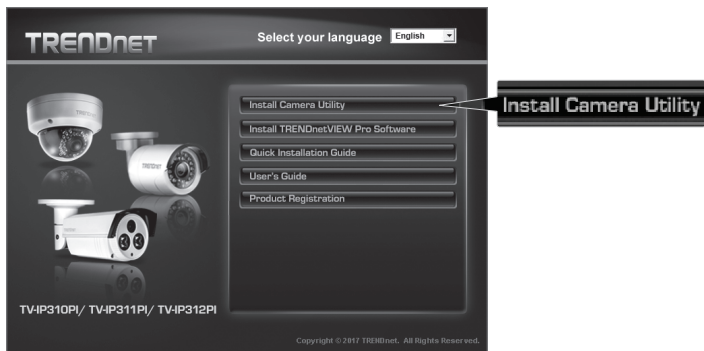 TRENDNET
Select your language English
Install Camera Utility
Install Camera Utility
Install TRENDnetVIEW Pro Software
Quick Installation Guide
User's Guide
Product Registration
TRENDNET
TRENDNET
TV-IP310PI/ TV-IP311PI/ TV-IP312PI
Copyright © 2017 TRENDnet. All Rights Reserved.